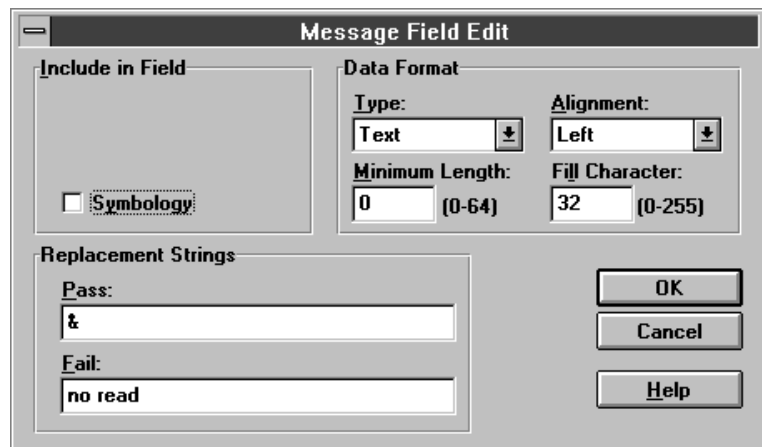 Message Field Edit
Include in Field
Symbology
Data Format
Type:
Text
Alignment:
Left
Minimum Length:
0 (0-64)
Fill Character:
32 (0-255)
Replacement Strings
Pass:
&
Fail:
no read
OK
Cancel
Help